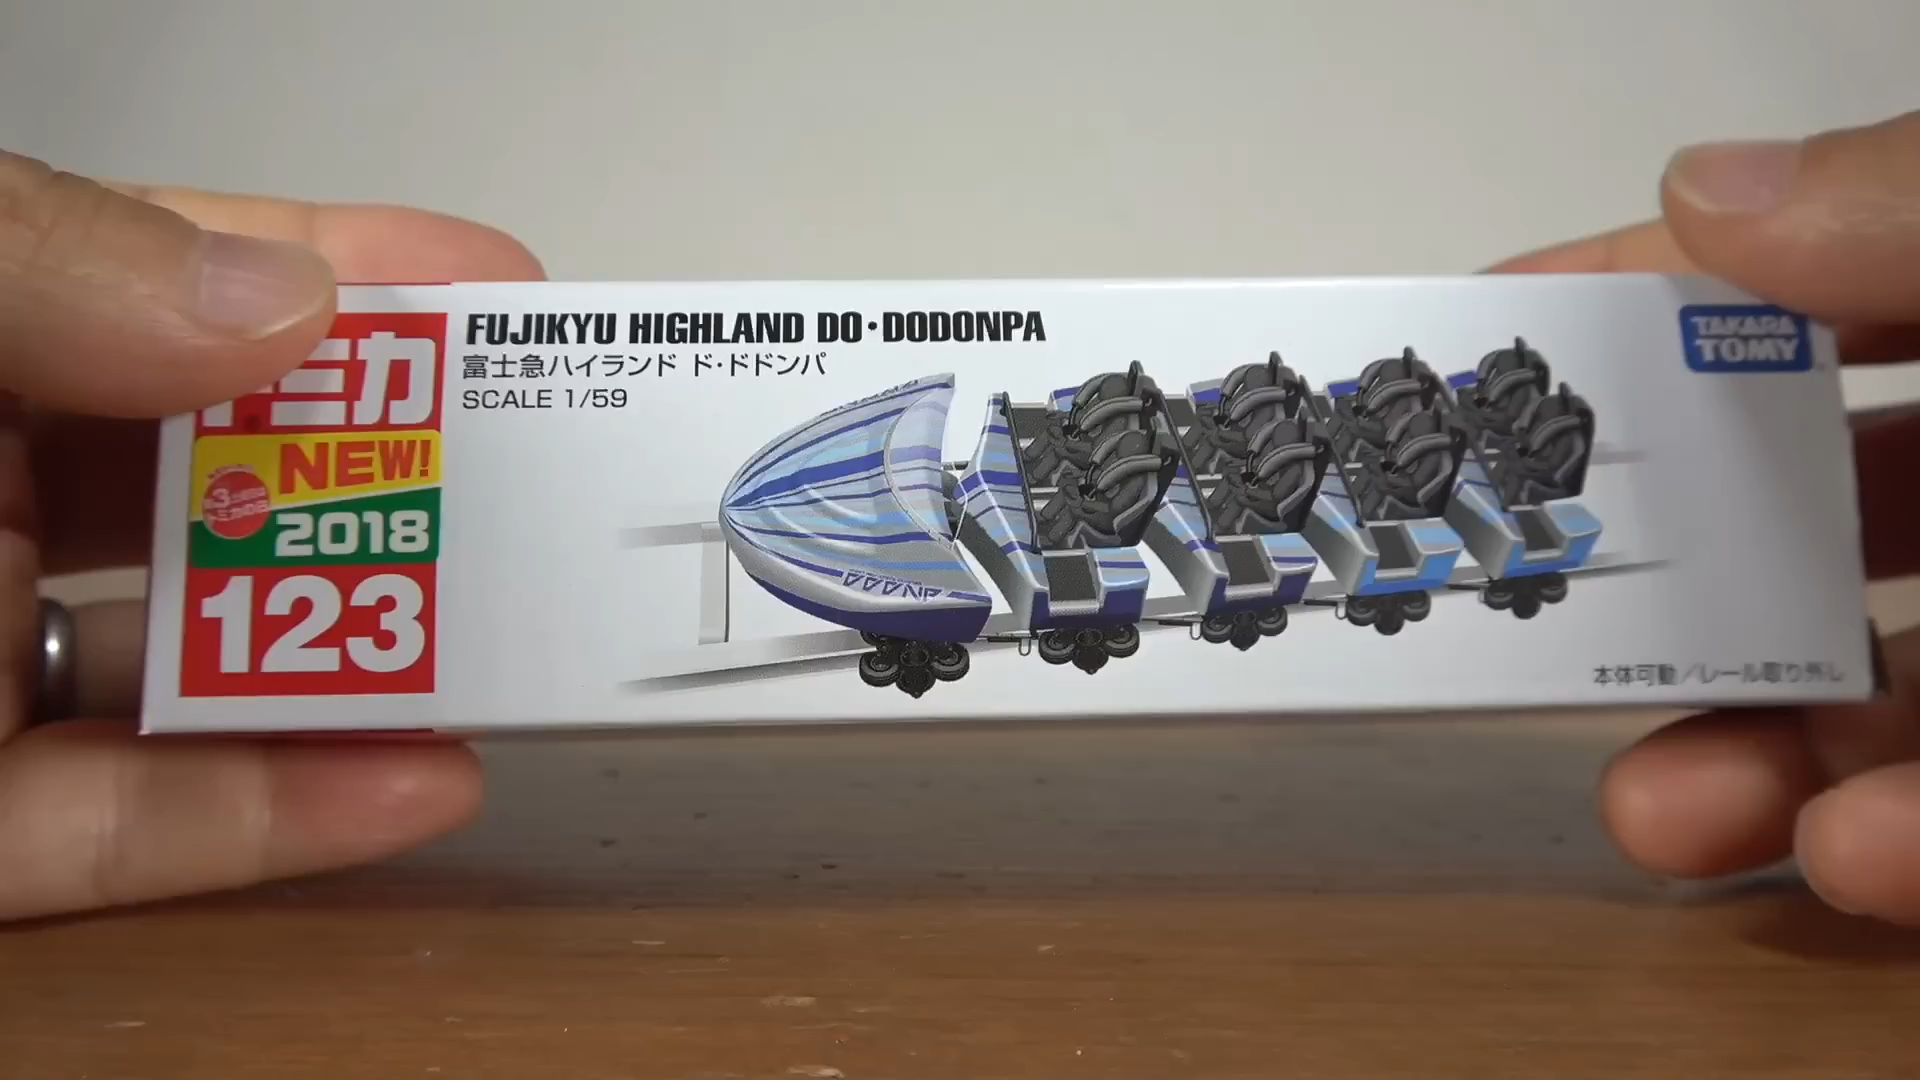 FUJIKYU HIGHLAND DO・DODONPA
富士急ハイランド ド・ドドンパ
SCALE 1/59
TAKARA
TOMY
トミカ
NEW!
2018
123
本体可動/レール取り外し